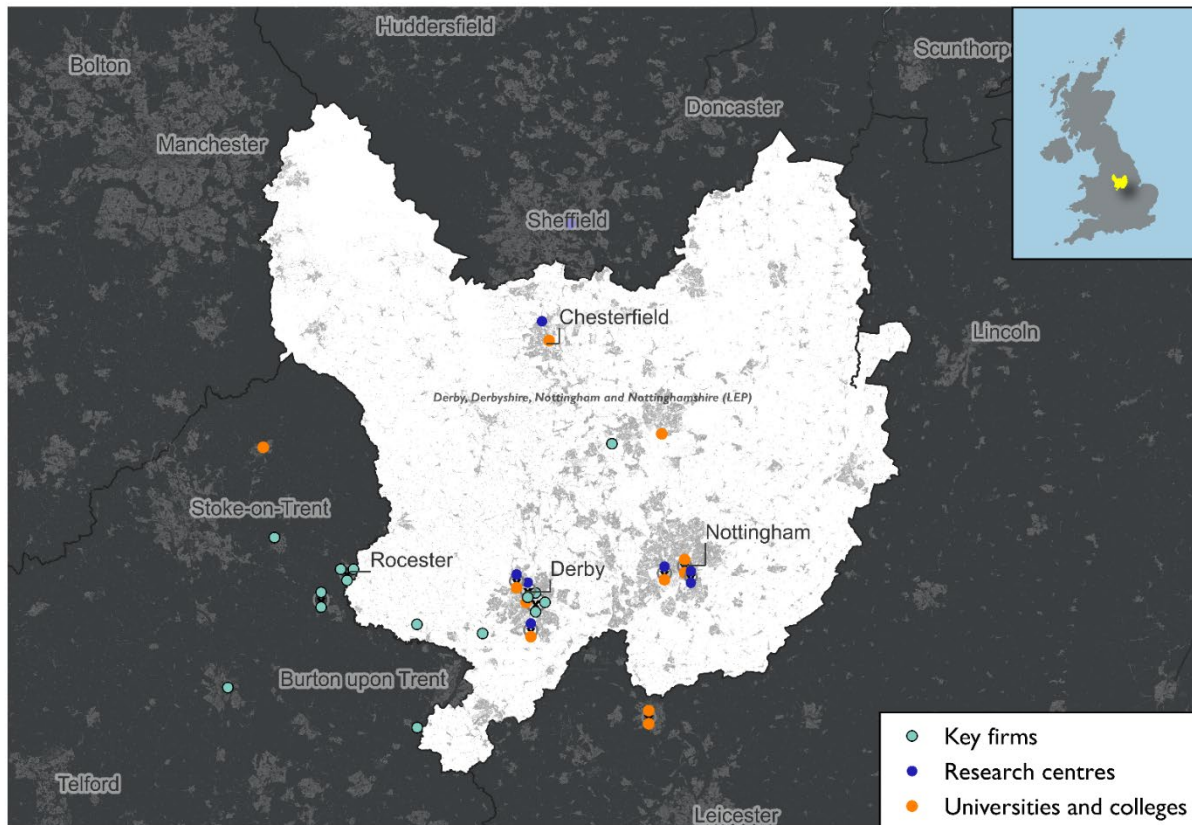 Huddersfield
Scunthorpe
Bolton
Doncaster
Manchester
Sheffield
Chesterfield
Lincoln
Derby, Derbyshire, Nottingham and Nottinghamshire (LEP)
Stoke-on-Trent
Nottingham
Rocester
Derby
Burton upon Trent
Key firms
Research centres
Telford
Universities and colleges
Leicester